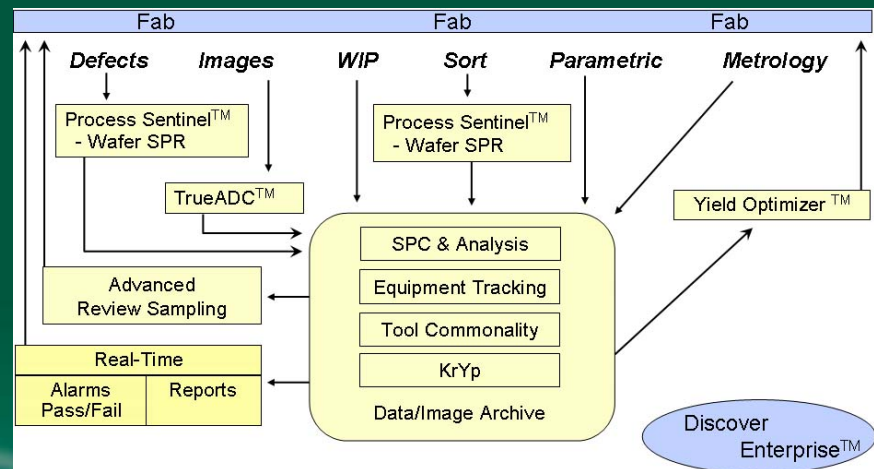 Fab Fab Fab
Defects Images WIP Sort Parametric Metrology
Process Sentinel™
- Wafer SPR
Process Sentinel™
- Wafer SPR
TrueADC™
Yield Optimizer ™
SPC & Analysis
Equipment Tracking
Tool Commonality
KrYp
Data/Image Archive
Advanced
Review Sampling
Real-Time
Alarms
Pass/Fail
Reports
Discover
Enterprise™